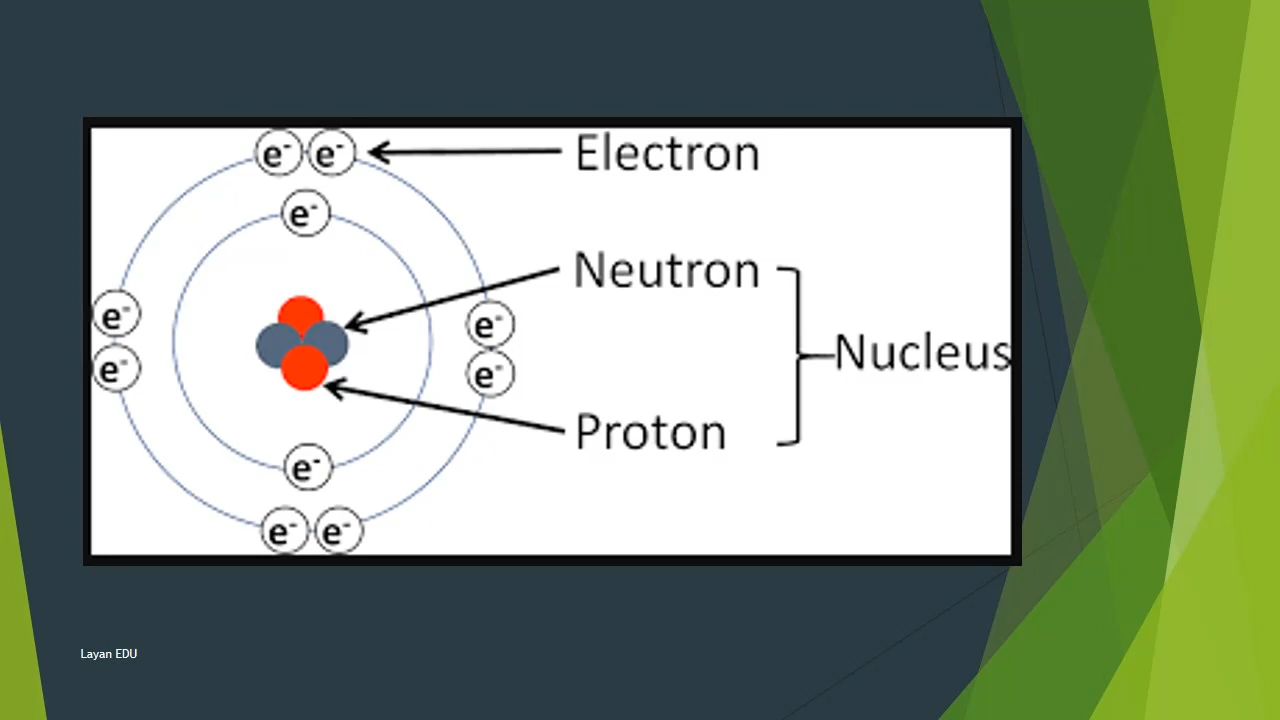 e⁻ e⁻ Electron
e⁻
Neutron
e⁻ e⁻
Nucleus
e⁻ e⁻
Proton
e⁻
e⁻ e⁻
Layan EDU